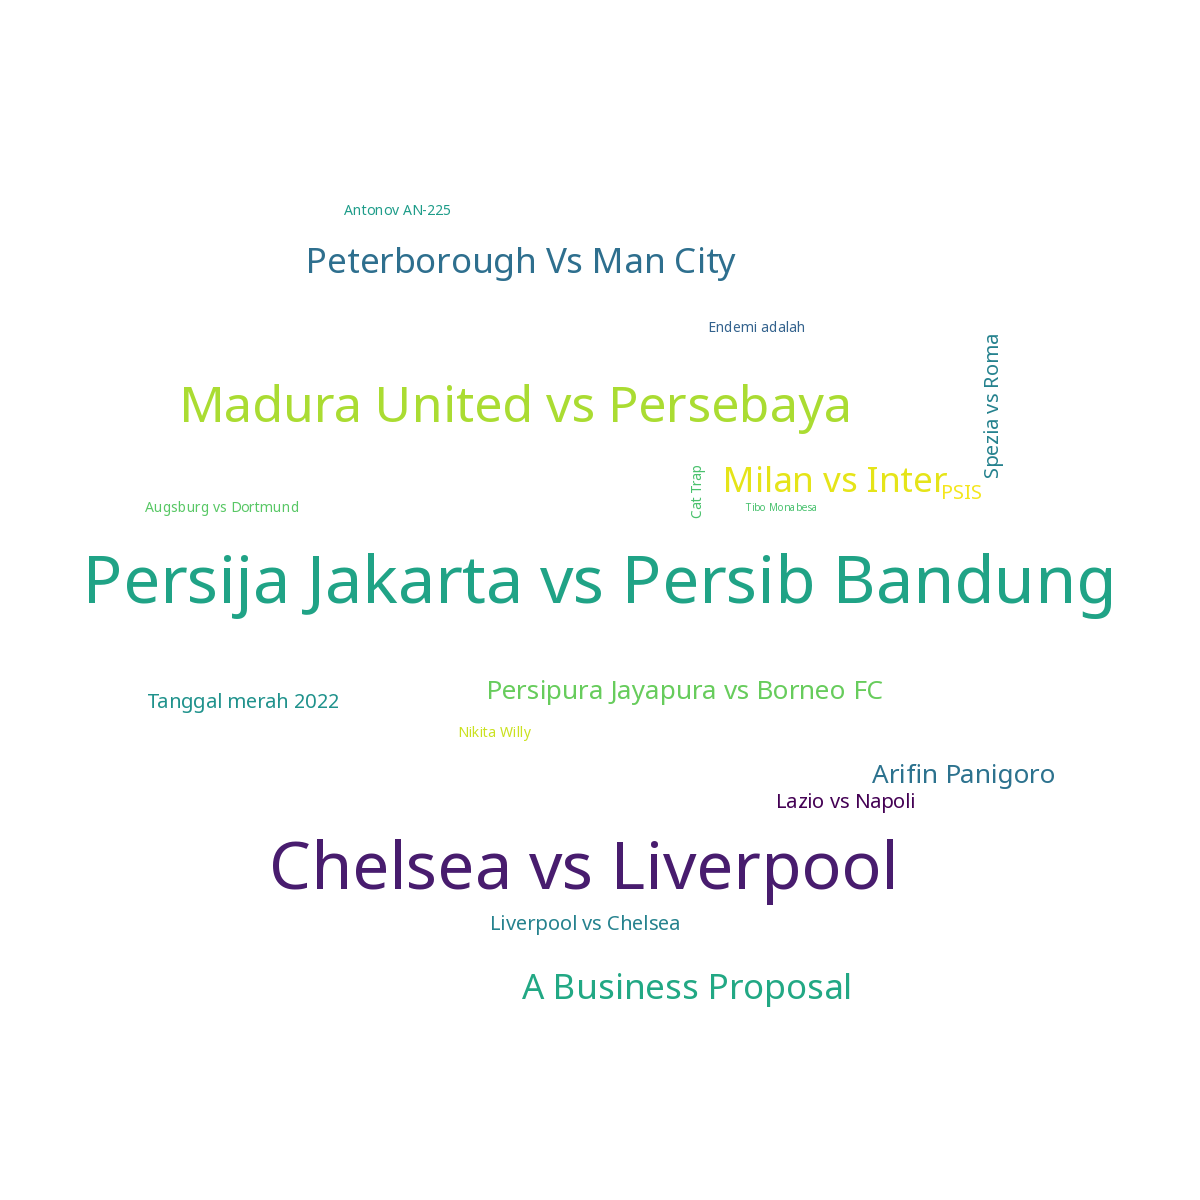 Antonov AN-225
Peterborough Vs Man City
Endemi adalah
Spezia vs Roma
Madura United vs Persebaya
Milan vs Inter
PSIS
Cat Trap
Tibo Monabesa
Augsburg vs Dortmund
Persija Jakarta vs Persib Bandung
Persipura Jayapura vs Borneo FC
Tanggal merah 2022
Nikita Willy
Arifin Panigoro
Lazio vs Napoli
Chelsea vs Liverpool
Liverpool vs Chelsea
A Business Proposal